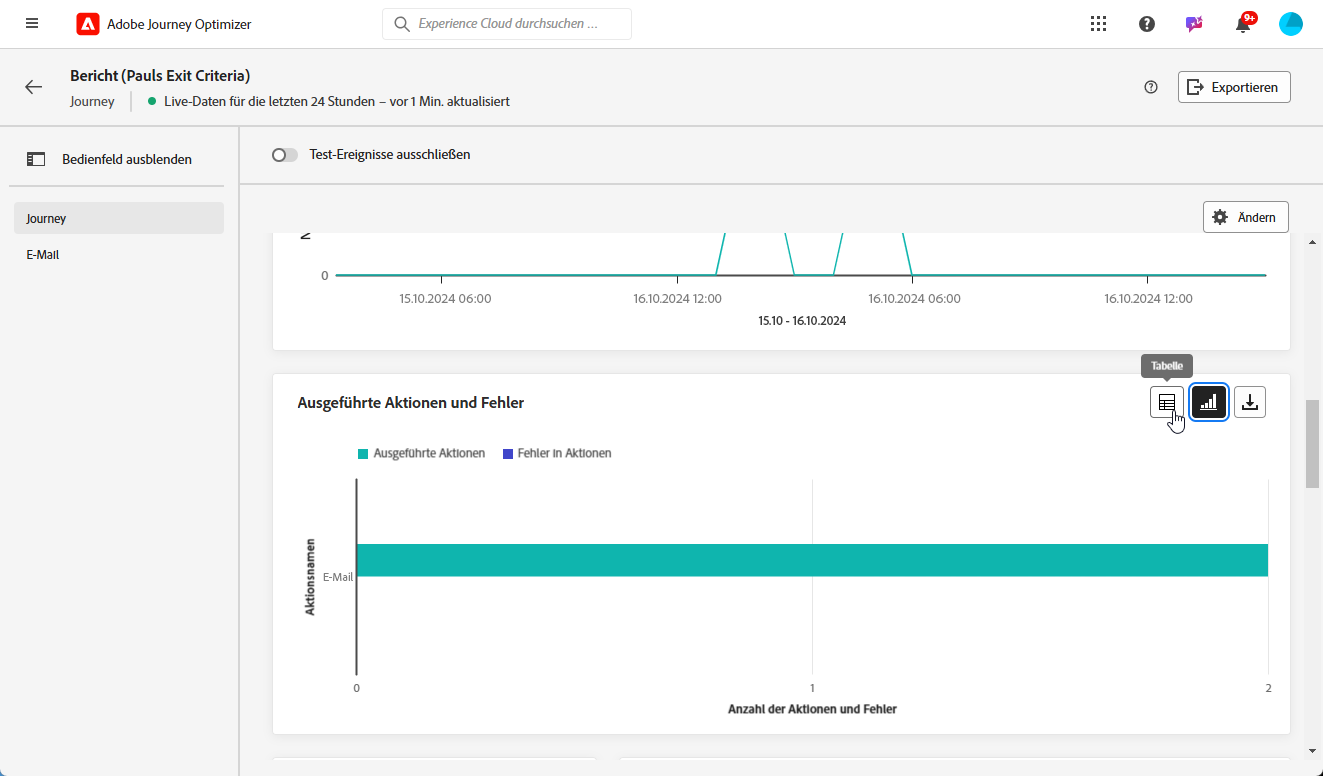 Adobe Journey Optimizer
Experience Cloud durchsuchen ...
9+
Bericht (Pauls Exit Criteria)
Journey
Live-Daten für die letzten 24 Stunden – vor 1 Min. aktualisiert
Exportieren
Bedienfeld ausblenden
Test-Ereignisse ausschließen
Journey
E-Mail
Ändern
0
15.10.2024 06:00
16.10.2024 12:00
16.10.2024 06:00
16.10.2024 12:00
15.10 - 16.10.2024
Tabelle
Ausgeführte Aktionen und Fehler
Ausgeführte Aktionen
Fehler in Aktionen
Aktionsnamen
E-Mail
0
1
2
Anzahl der Aktionen und Fehler